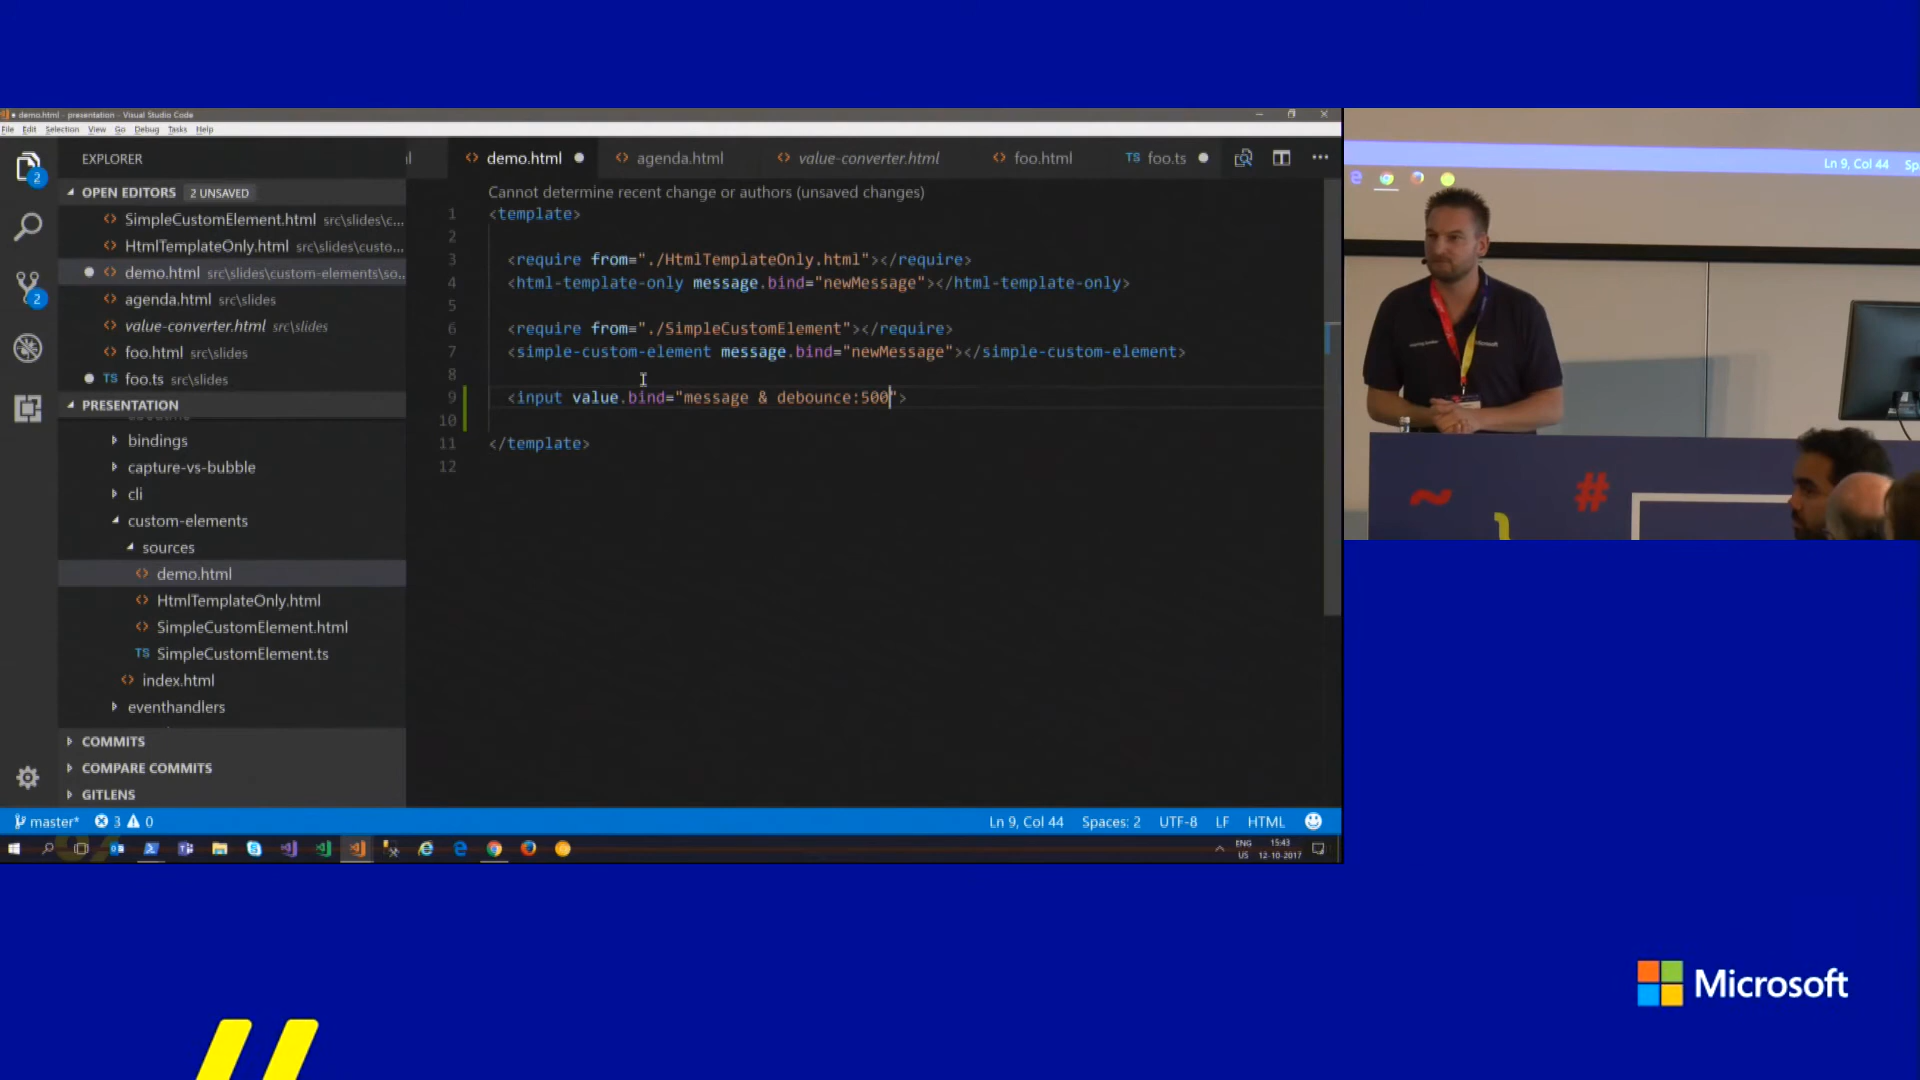 demo.html - presentation - Visual Studio Code
File Edit Selection View Go Debug Tasks Help
EXPLORER
demo.html
agenda.html
value-converter.html
foo.html
TS foo.ts
OPEN EDITORS 2 UNSAVED
SimpleCustomElement.html src\slides\c...
HtmlTemplateOnly.html src\slides\custo...
demo.html src\slides\custom-elements\so...
agenda.html src\slides
value-converter.html src\slides
foo.html src\slides
TS foo.ts src\slides
PRESENTATION
bindings
capture-vs-bubble
cli
custom-elements
sources
demo.html
HtmlTemplateOnly.html
SimpleCustomElement.html
TS SimpleCustomElement.ts
index.html
eventhandlers
COMMITS
COMPARE COMMITS
GITLENS
2
2
Cannot determine recent change or authors (unsaved changes)
1 <template>
2
3 <require from="./HtmlTemplateOnly.html"></require>
4 <html-template-only message.bind="newMessage"></html-template-only>
5
6 <require from="./SimpleCustomElement"></require>
7 <simple-custom-element message.bind="newMessage"></simple-custom-element>
8
9 <input value.bind="message & debounce:500">
10
11 </template>
12
master* 3 0
Ln 9, Col 44 Spaces: 2 UTF-8 LF HTML
ENG
US
15:43
12-10-2017
Ln 9, Col 44 Sp
~ } #
Microsoft
//